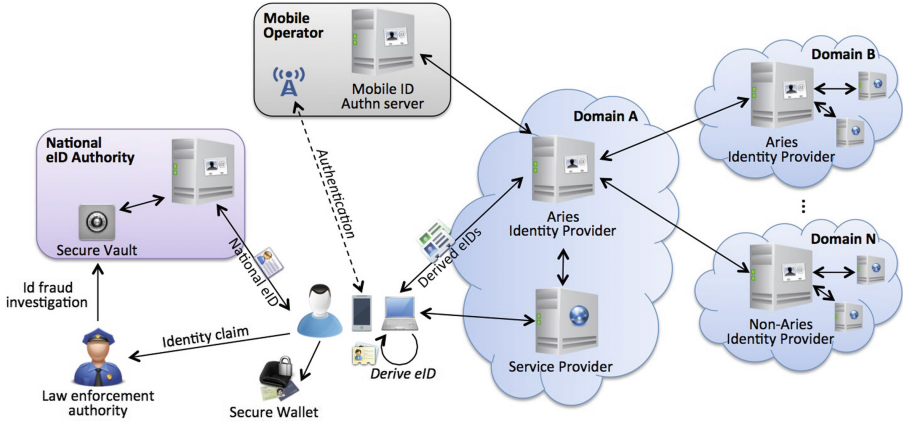 Mobile
Operator
Mobile ID
Authn server
Domain A
Domain B
Aries
Identity Provider
National
eID Authority
Secure Vault
Authentication
Aries
Identity Provider
...
Domain N
Non-Aries
Identity Provider
National eID
Derived eIDs
Id fraud
investigation
Identity claim
Derive eID
Service Provider
Law enforcement
authority
Secure Wallet